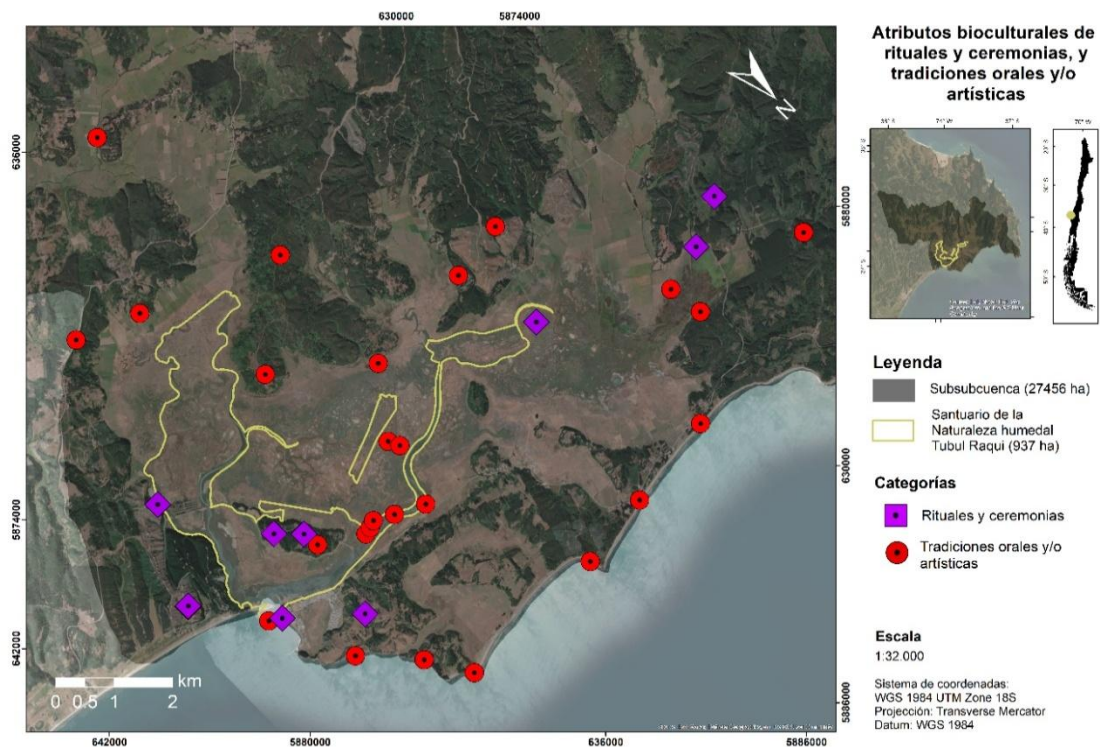 630000
5874000
636000
5880000
630000
5874000
642000
5886000
642000
5880000
636000
5886000
N
km
0 0.5 1 2
Atributos bioculturales de
rituales y ceremonias, y
tradiciones orales y/o
artísticas
Leyenda
Subsubcuenca (27456 ha)
Santuario de la
Naturaleza humedal
Tubul Raqui (937 ha)
Categorías
Rituales y ceremonias
Tradiciones orales y/o
artísticas
Escala
1:32.000
Sistema de coordenadas:
WGS 1984 UTM Zone 18S
Projección: Transverse Mercator
Datum: WGS 1984